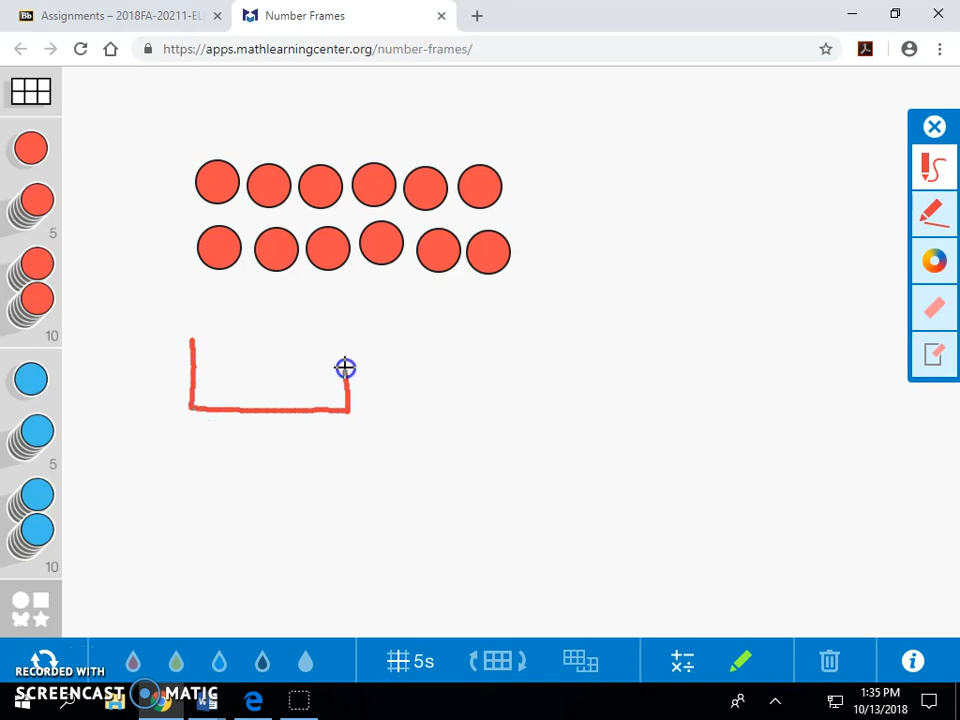 Assignments – 2018FA-20211-EL
Number Frames
https://apps.mathlearningcenter.org/number-frames/
5
10
5
10
5s
RECORDED WITH
SCREENCAST MATIC
1:35 PM
10/13/2018